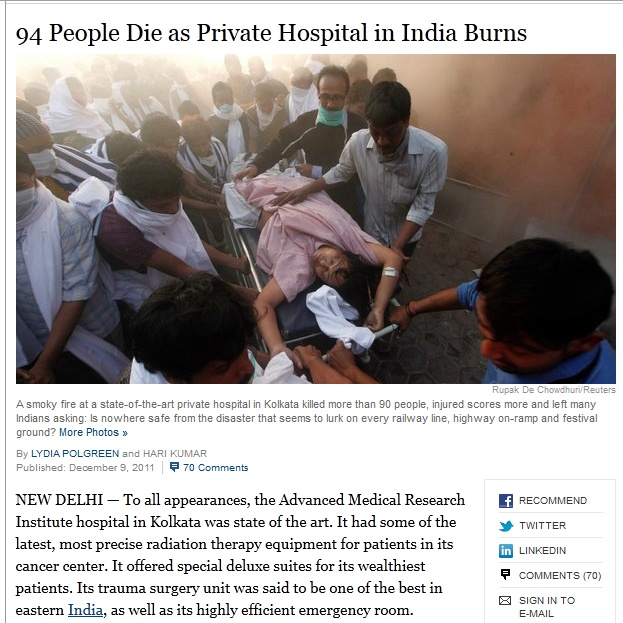 94 People Die as Private Hospital in India Burns
Rupak De Chowdhuri/Reuters
A smoky fire at a state-of-the-art private hospital in Kolkata killed more than 90 people, injured scores more and left many
Indians asking: Is nowhere safe from the disaster that seems to lurk on every railway line, highway on-ramp and festival
ground? More Photos »
By LYDIA POLGREEN and HARI KUMAR
Published: December 9, 2011 70 Comments
NEW DELHI — To all appearances, the Advanced Medical Research
Institute hospital in Kolkata was state of the art. It had some of the
latest, most precise radiation therapy equipment for patients in its
cancer center. It offered special deluxe suites for its wealthiest
patients. Its trauma surgery unit was said to be one of the best in
eastern India, as well as its highly efficient emergency room.
RECOMMEND
TWITTER
LINKEDIN
COMMENTS (70)
SIGN IN TO
E-MAIL